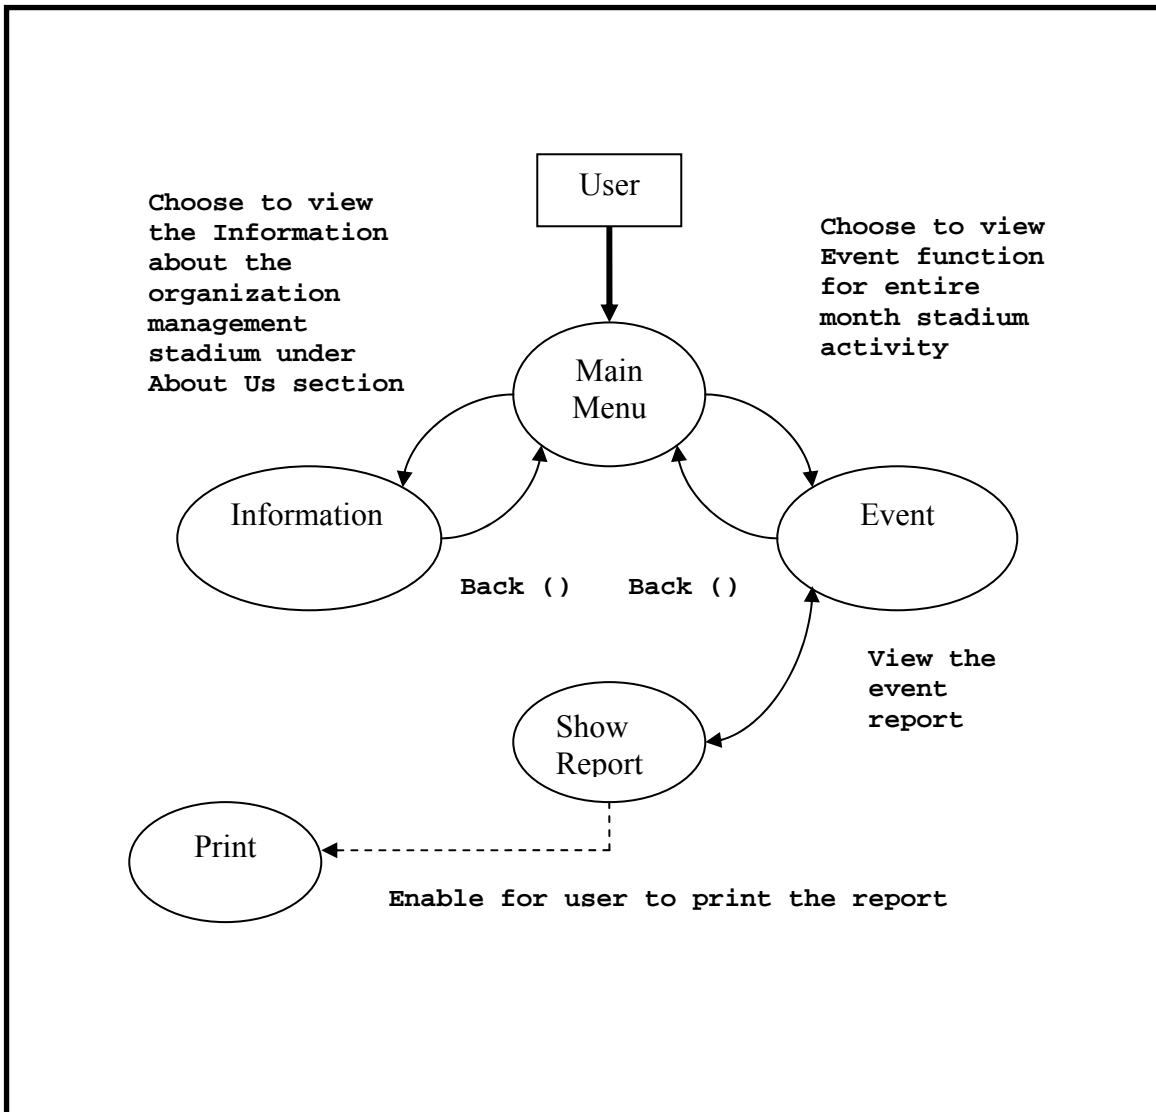 User
Choose to view
the Information
about the
organization
management
stadium under
About Us section
Choose to view
Event function
for entire
month stadium
activity
Main
Menu
Information
Event
Back ()
Back ()
View the
event
report
Show
Report
Print
Enable for user to print the report